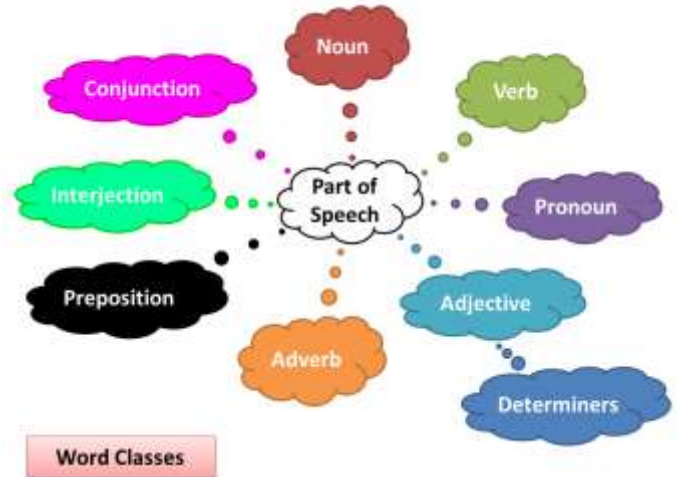 Noun
Conjunction
Verb
Interjection
Part of
Speech
Pronoun
Preposition
Adjective
Adverb
Determiners
Word Classes